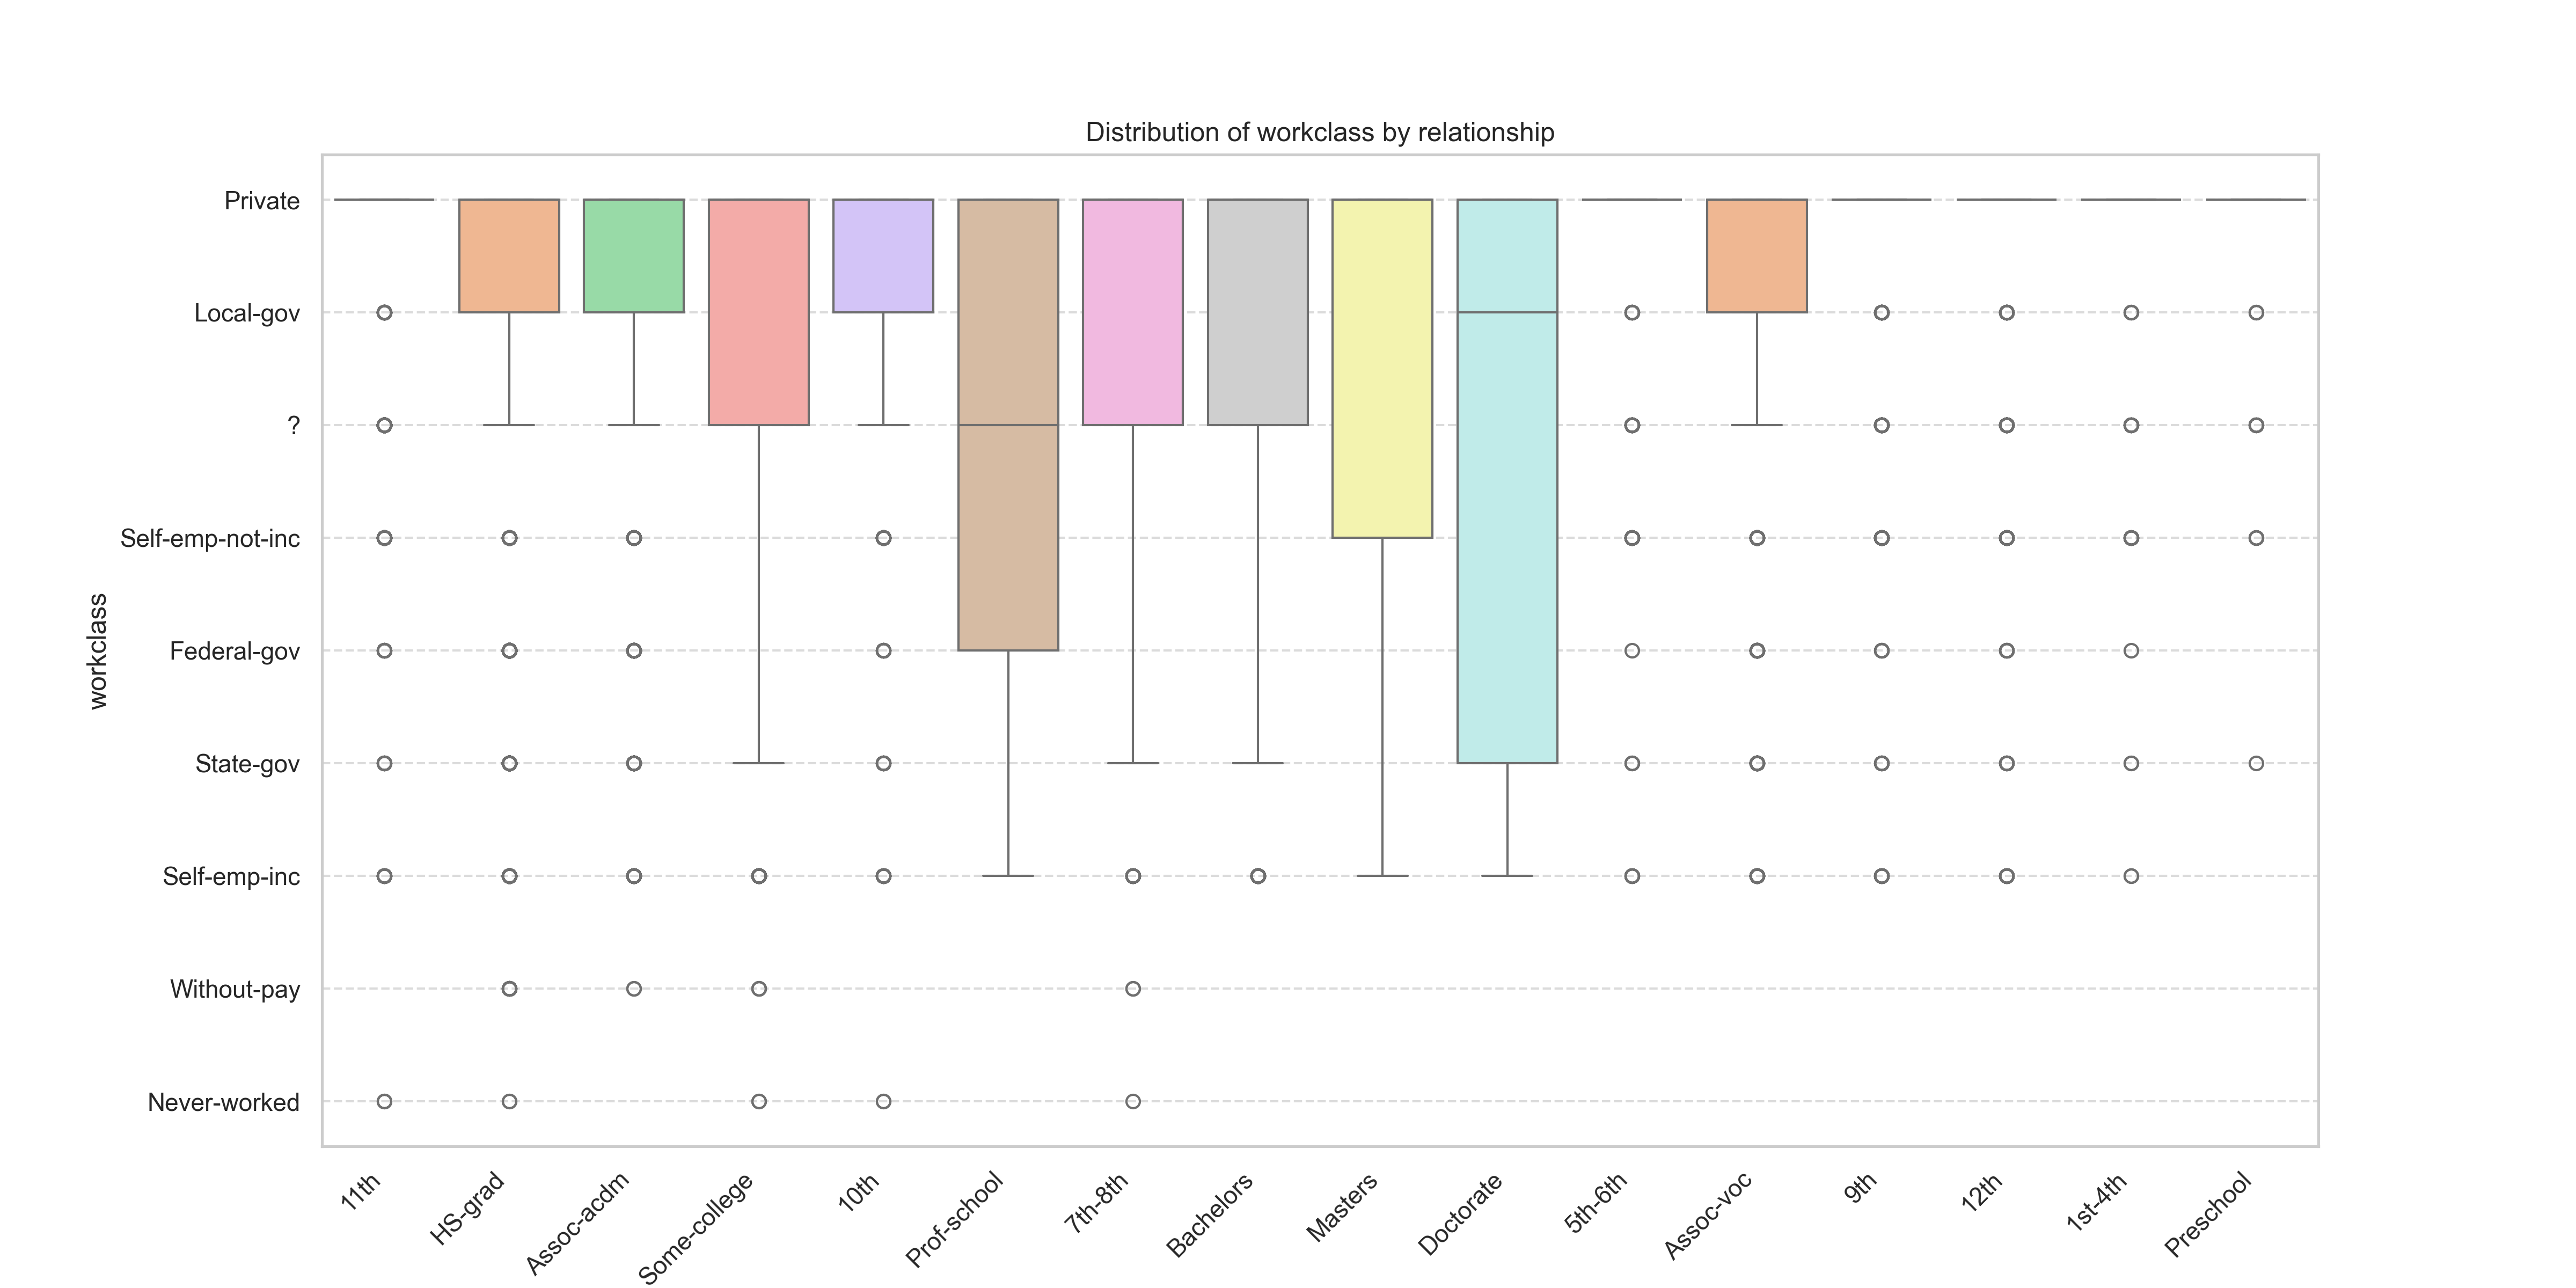 Distribution of workclass by relationship
Private
Local-gov
?
Self-emp-not-inc
Federal-gov
State-gov
Self-emp-inc
Without-pay
Never-worked
workclass
11th
HS-grad
Assoc-acdm
Some-college
10th
Prof-school
7th-8th
Bachelors
Masters
Doctorate
5th-6th
Assoc-voc
9th
12th
1st-4th
Preschool